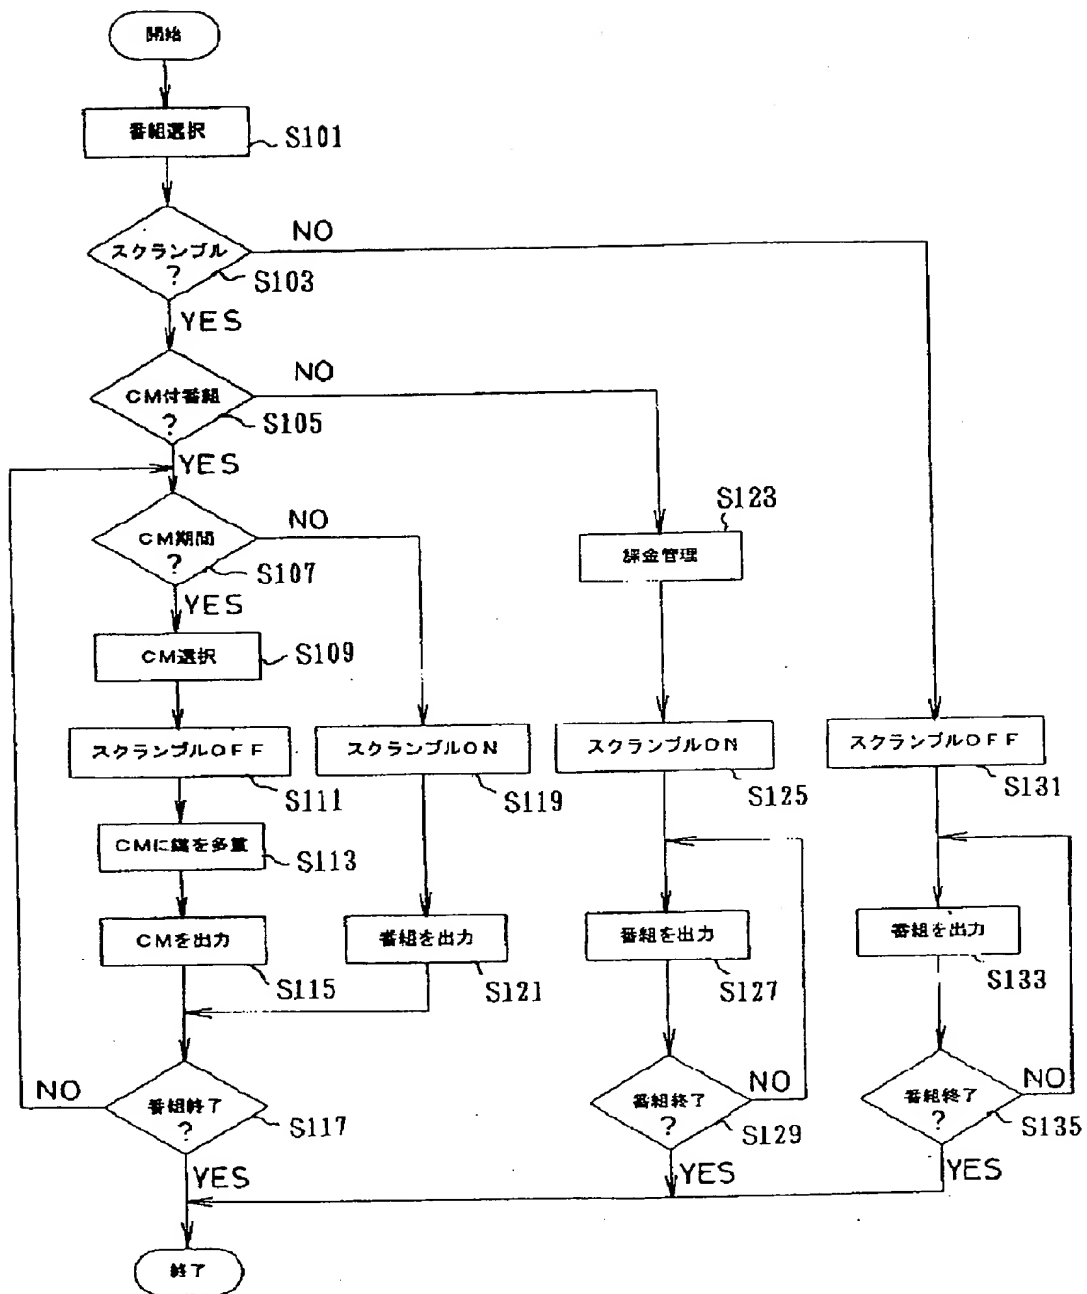 開始
番組選択
S101
スクランブル
?
S103
NO
YES
CM付番組
?
S105
NO
YES
CM期間
?
S107
NO
YES
S123
課金管理
CM選択
S109
スクランブルOFF
S111
スクランブルON
S119
スクランブルON
S125
スクランブルOFF
S131
CMに鍵を多重
S113
CMを出力
S115
番組を出力
S121
番組を出力
S127
番組を出力
S133
番組終了
?
S117
NO
YES
番組終了
?
S129
NO
YES
番組終了
?
S135
NO
YES
終了